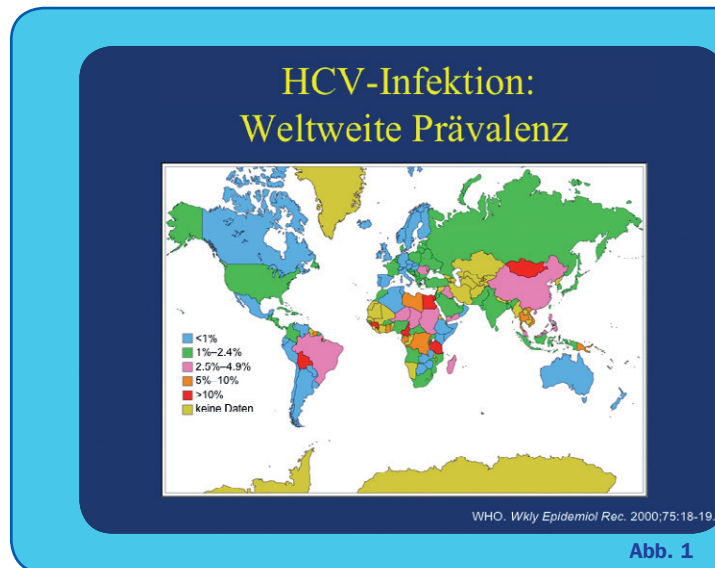 HCV-Infektion:
Weltweite Prävalenz
<1%
1%–2.4%
2.5%–4.9%
5%–10%
>10%
keine Daten
WHO. Wkly Epidemiol Rec. 2000;75:18-19.
Abb. 1